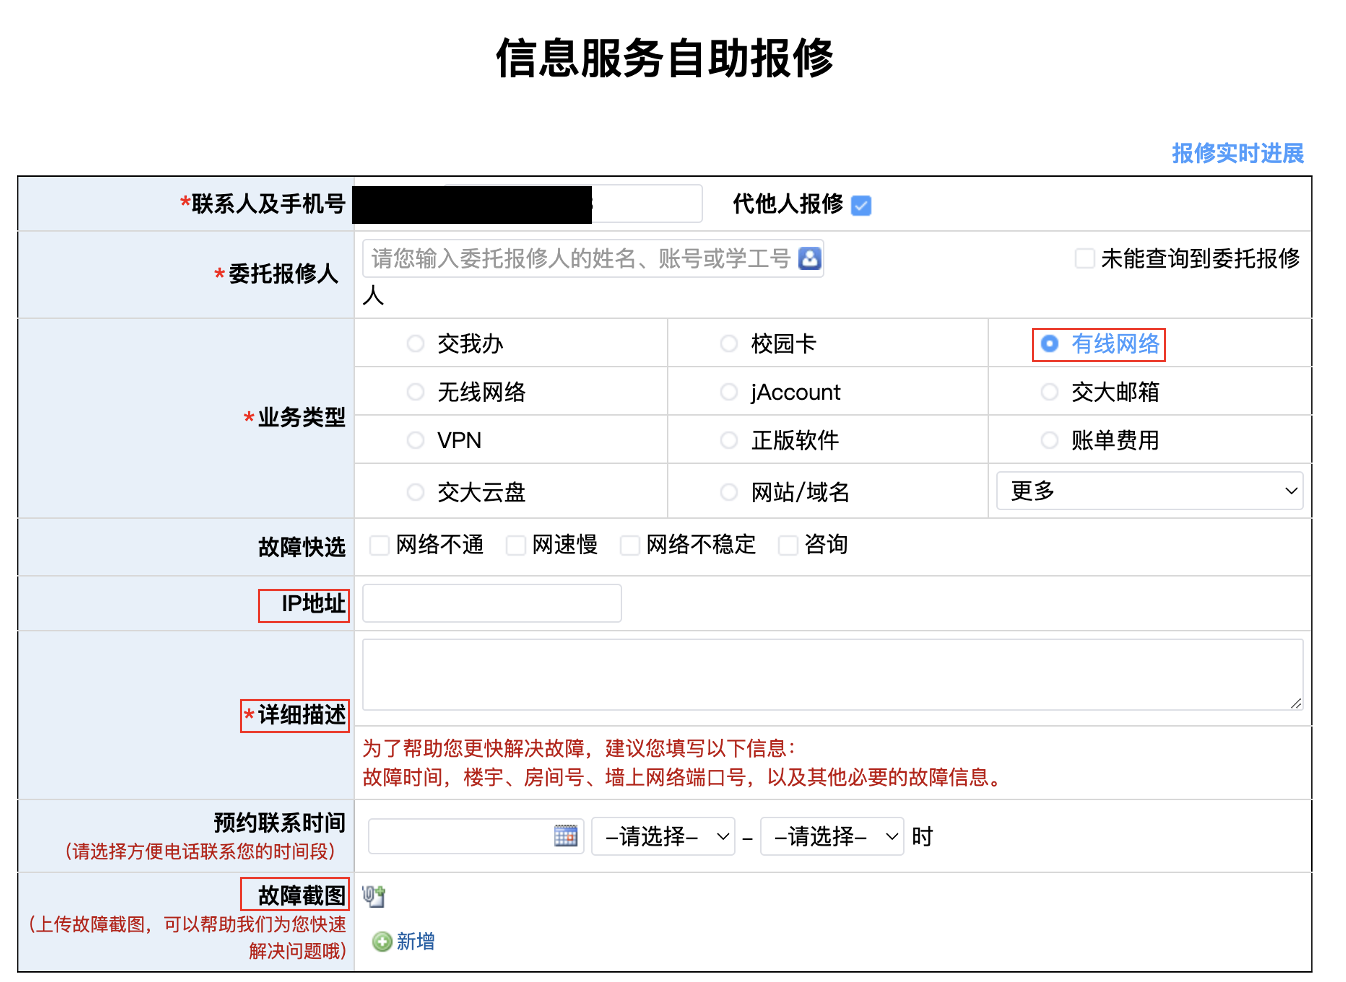 信息服务自助报修
报修实时进展
*联系人及手机号 代他人报修
*委托报修人 请您输入委托报修人的姓名、账号或学工号 未能查询到委托报修
人
*业务类型
交我办 校园卡 有线网络
无线网络 jAccount 交大邮箱
VPN 正版软件 账单费用
交大云盘 网站/域名 更多
故障快选 网络不通 网速慢 网络不稳定 咨询
IP地址
*详细描述
为了帮助您更快解决故障，建议您填写以下信息：
故障时间，楼宇、房间号、墙上网络端口号，以及其他必要的故障信息。
预约联系时间
（请选择方便电话联系您的时间段）
–请选择– – –请选择– 时
故障截图
（上传故障截图，可以帮助我们为您快速
解决问题哦）
新增